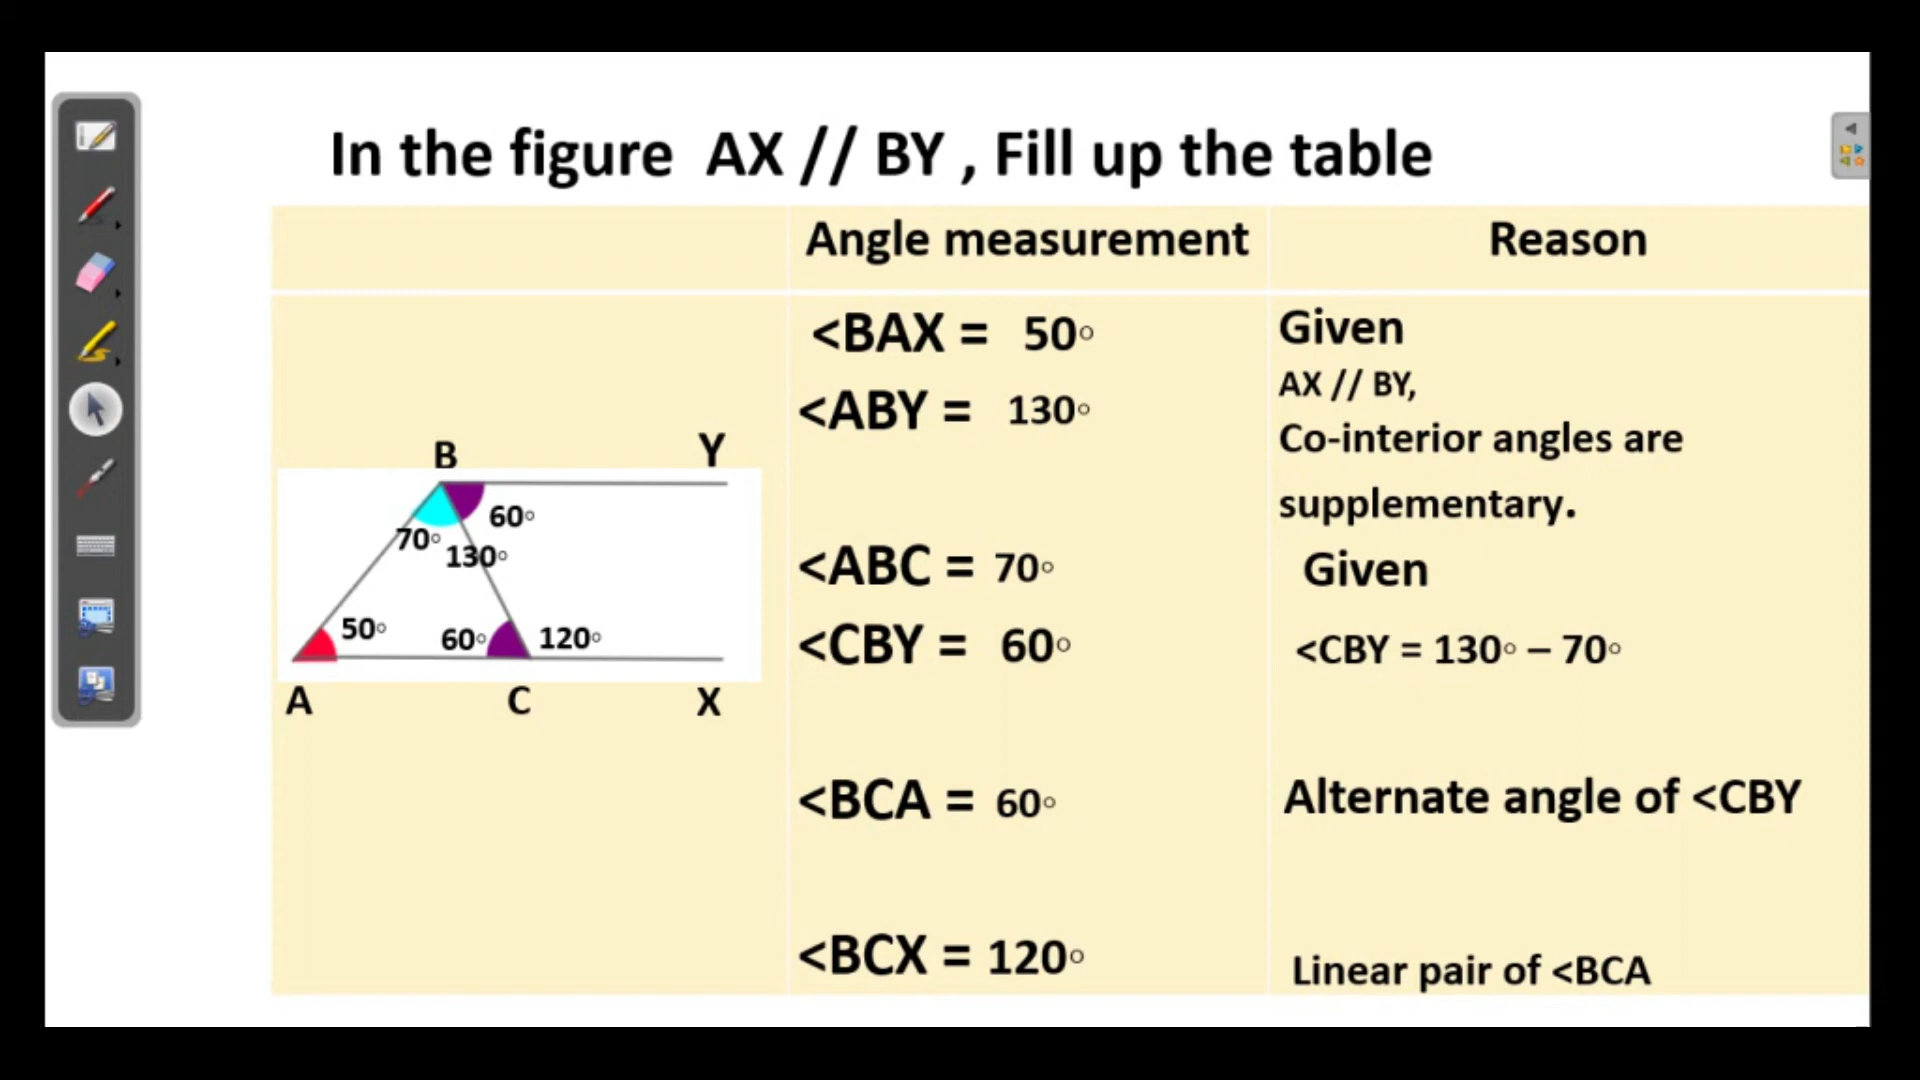 In the figure AX // BY , Fill up the table
Angle measurement
Reason
<BAX = 50°
Given
<ABY = 130°
AX // BY,
Co-interior angles are
supplementary.
<ABC = 70°
Given
<CBY = 60°
<CBY = 130° – 70°
<BCA = 60°
Alternate angle of <CBY
<BCX = 120°
Linear pair of <BCA
B
Y
60°
70°
130°
50°
60°
120°
A
C
X